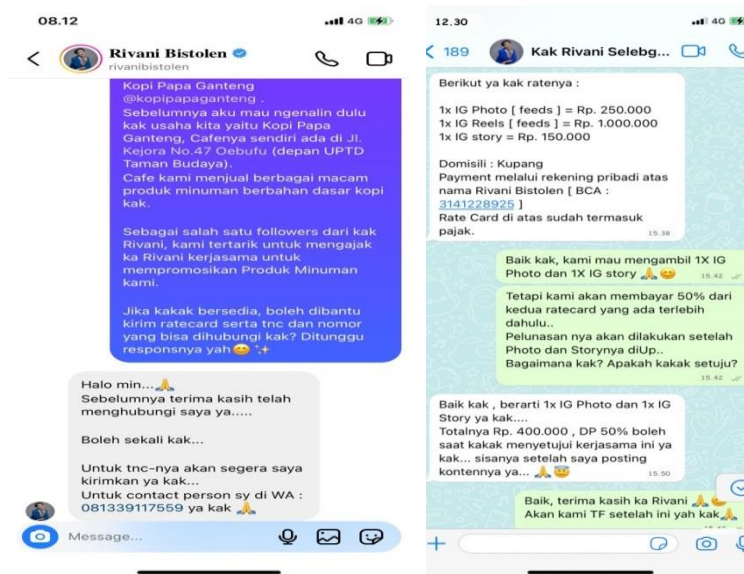 08.12
4G
Rivani Bistolen
rivanibistolen
Kopi Papa Ganteng
@kopipapaganteng .
Sebelumnya aku mau ngenalin dulu
kak usaha kita yaitu Kopi Papa
Ganteng, Cafenya sendiri ada di Jl.
Kejora No.47 Oebufu (depan UPTD
Taman Budaya).
Cafe kami menjual berbagai macam
produk minuman berbahan dasar kopi
kak.
Sebagai salah satu followers dari kak
Rivani, kami tertarik untuk mengajak
ka Rivani kerjasama untuk
mempromosikan Produk Minuman
kami.
Jika kakak bersedia, boleh dibantu
kirim ratecard serta tnc dan nomor
yang bisa dihubungi kak? Ditunggu
responsnya yah😊✨
Halo min...🙏
Sebelumnya terima kasih telah
menghubungi saya ya.....
Boleh sekali kak...
Untuk tnc-nya akan segera saya
kirimkan ya kak...
Untuk contact person sy di WA :
081339117559 ya kak 🙏
Message...
12.30
4G
189
Kak Rivani Selebg...
Berikut ya kak ratenya :
1x IG Photo [ feeds ] = Rp. 250.000
1x IG Reels [ feeds ] = Rp. 1.000.000
1x IG story = Rp. 150.000
Domisili : Kupang
Payment melalui rekening pribadi atas
nama Rivani Bistolen [ BCA :
3141228925 ]
Rate Card di atas sudah termasuk
pajak.
15.38
Baik kak, kami mau mengambil 1X IG
Photo dan 1X IG story 🙏😊
15.42
Tetapi kami akan membayar 50% dari
kedua ratecard yang ada terlebih
dahulu..
Pelunasan nya akan dilakukan setelah
Photo dan Storynya diUp..
Bagaimana kak? Apakah kakak setuju?
15.42
Baik kak , berarti 1x IG Photo dan 1x IG
Story ya kak....
Totalnya Rp. 400.000 , DP 50% boleh
saat kakak menyetujui kerjasama ini ya
kak... sisanya setelah saya posting
kontennya ya... 🙏😇
15.50
Baik, terima kasih ka Rivani 🙏😊
Akan kami TF setelah ini yah kak🙏